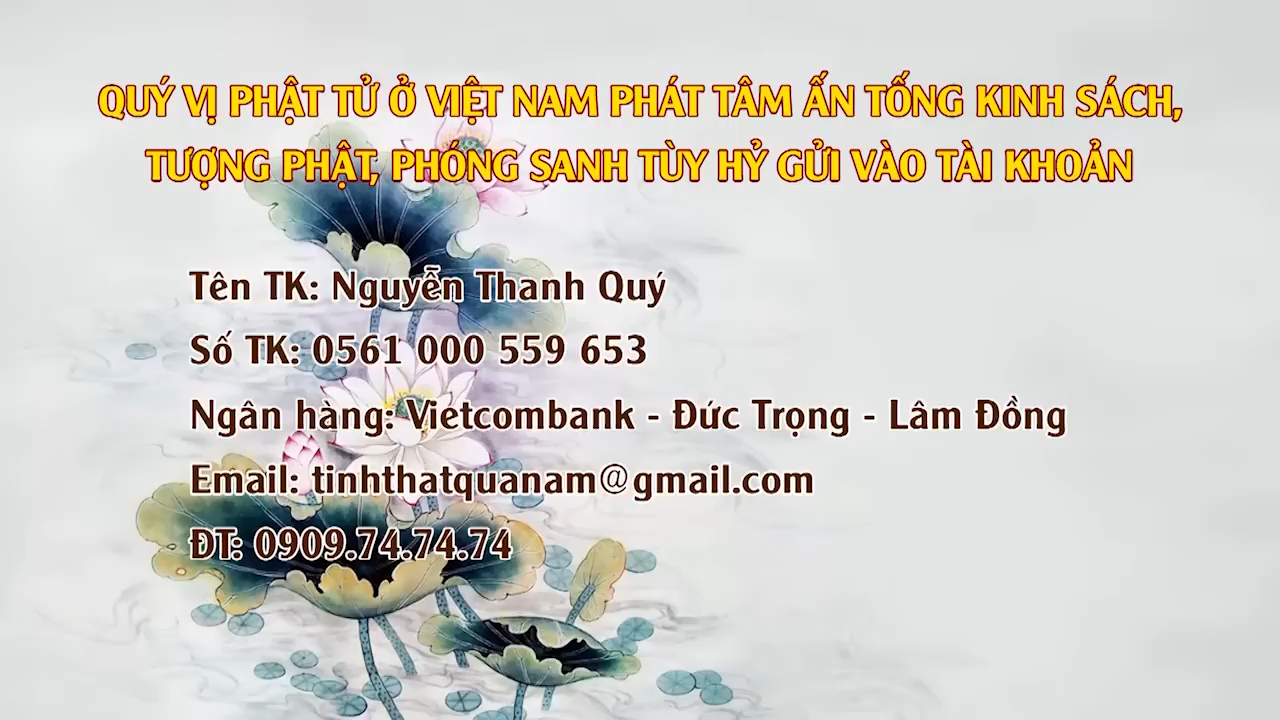 QUÝ VỊ PHẬT TỬ Ở VIỆT NAM PHÁT TÂM ẤN TỐNG KINH SÁCH,
TƯỢNG PHẬT, PHÓNG SANH TÙY HỶ GỬI VÀO TÀI KHOẢN
Tên TK: Nguyễn Thanh Quý
Số TK: 0561 000 559 653
Ngân hàng: Vietcombank - Đức Trọng - Lâm Đồng
Email: tinhthatquanam@gmail.com
ĐT: 0909.74.74.74